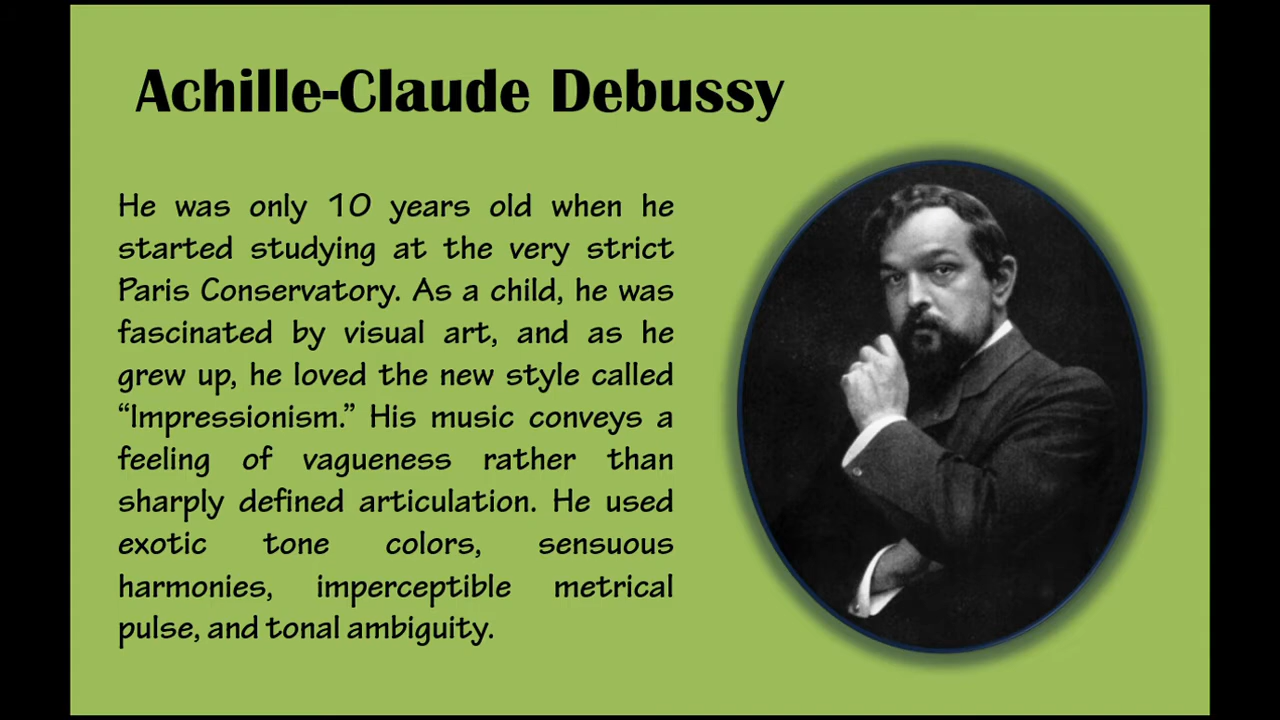 Achille-Claude Debussy
He was only 10 years old when he
started studying at the very strict
Paris Conservatory. As a child, he was
fascinated by visual art, and as he
grew up, he loved the new style called
“Impressionism.” His music conveys a
feeling of vagueness rather than
sharply defined articulation. He used
exotic tone colors, sensuous
harmonies, imperceptible metrical
pulse, and tonal ambiguity.